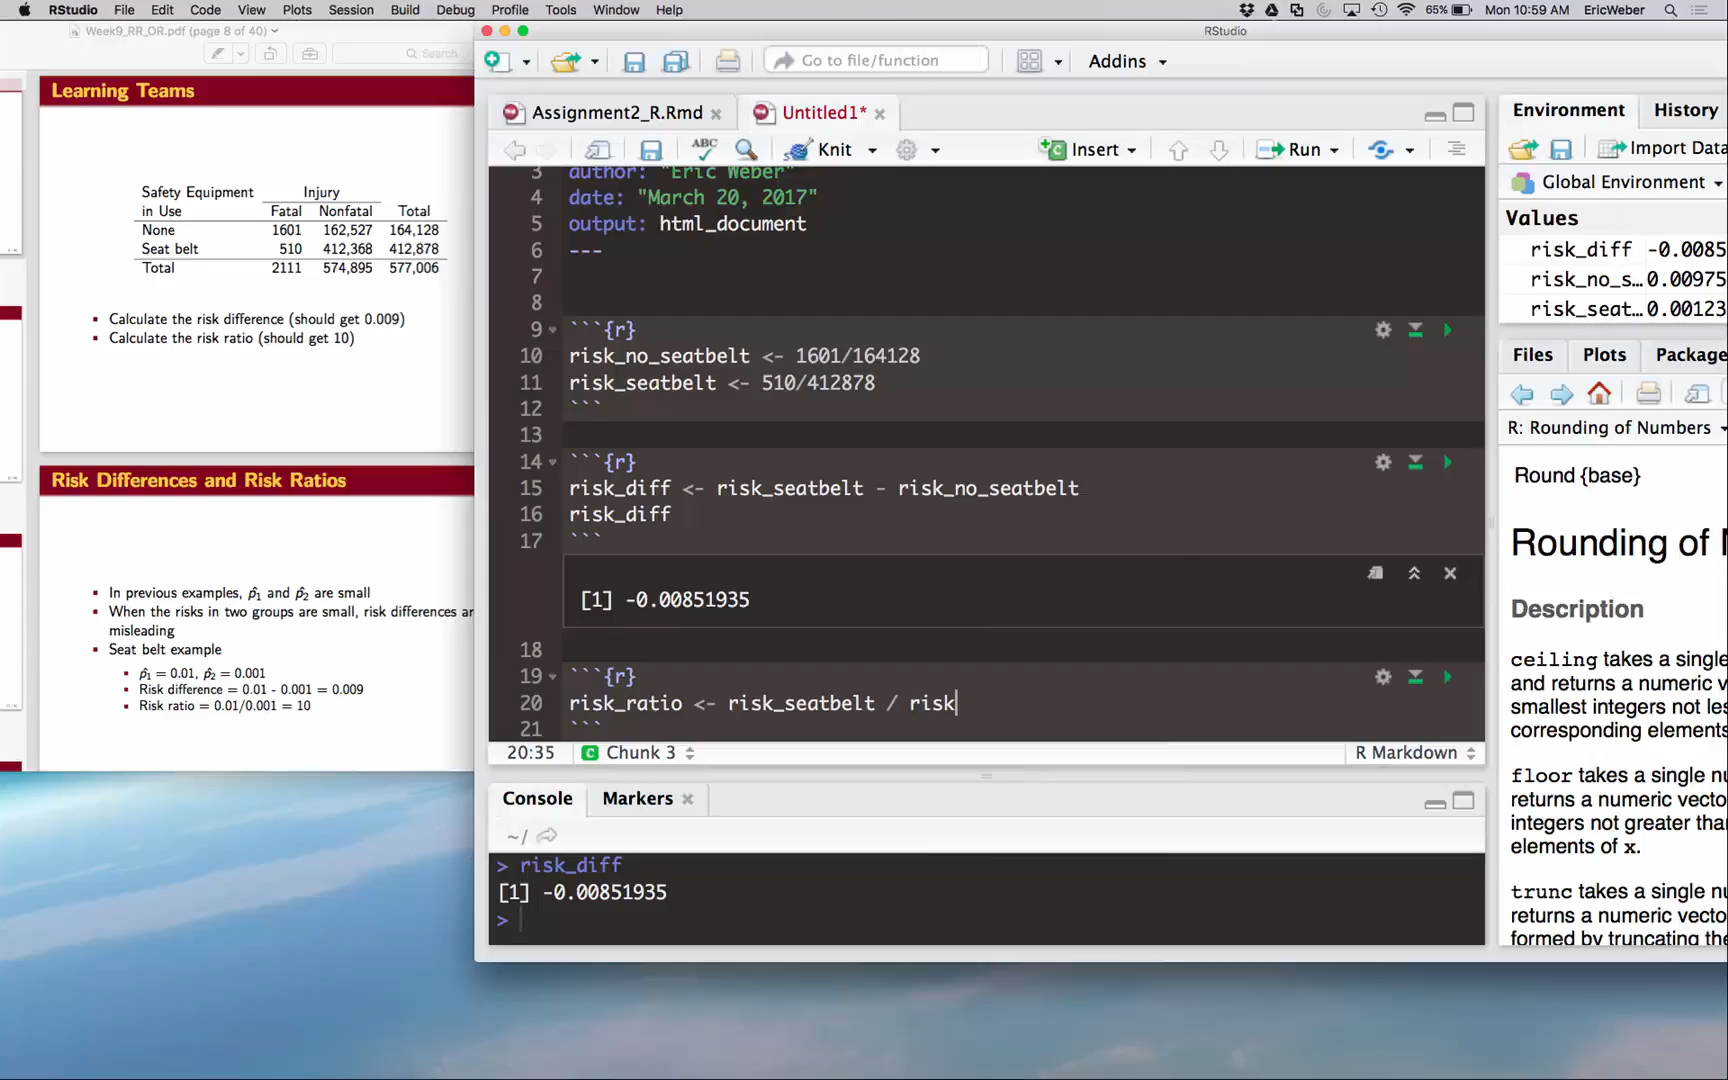 RStudio File Edit Code View Plots Session Build Debug Profile Tools Window Help 65% Mon 10:59 AM EricWeber
Week9_RR_OR.pdf (page 8 of 40)
Search
Learning Teams
Safety Equipment Injury
in Use Fatal Nonfatal Total
None 1601 162,527 164,128
Seat belt 510 412,368 412,878
Total 2111 574,895 577,006
Calculate the risk difference (should get 0.009)
Calculate the risk ratio (should get 10)
Risk Differences and Risk Ratios
In previous examples, p̂1 and p̂2 are small
When the risks in two groups are small, risk differences
misleading
Seat belt example
p̂1 = 0.01, p̂2 = 0.001
Risk difference = 0.01 - 0.001 = 0.009
Risk ratio = 0.01/0.001 = 10
RStudio
Go to file/function Addins
Assignment2_R.Rmd Untitled1*
ABC Knit Insert Run
3 author: "Eric Weber"
4 date: "March 20, 2017"
5 output: html_document
6 ---
7
8
9 ```{r}
10 risk_no_seatbelt <- 1601/164128
11 risk_seatbelt <- 510/412878
12 ```
13
14 ```{r}
15 risk_diff <- risk_seatbelt - risk_no_seatbelt
16 risk_diff
17 ```
[1] -0.00851935
18
19 ```{r}
20 risk_ratio <- risk_seatbelt / risk
21 ```
20:35 Chunk 3 R Markdown
Console Markers
~/
> risk_diff
[1] -0.00851935
>
Environment History
Import Data
Global Environment
Values
risk_diff -0.0085
risk_no_s… 0.00975
risk_seat… 0.00123
Files Plots Package
R: Rounding of Numbers
Round {base}
Rounding of
Description
ceiling takes a single
and returns a numeric
smallest integers not
corresponding elements
floor takes a single
returns a numeric
integers not greater
elements of x.
trunc takes a single
returns a numeric
formed by truncating